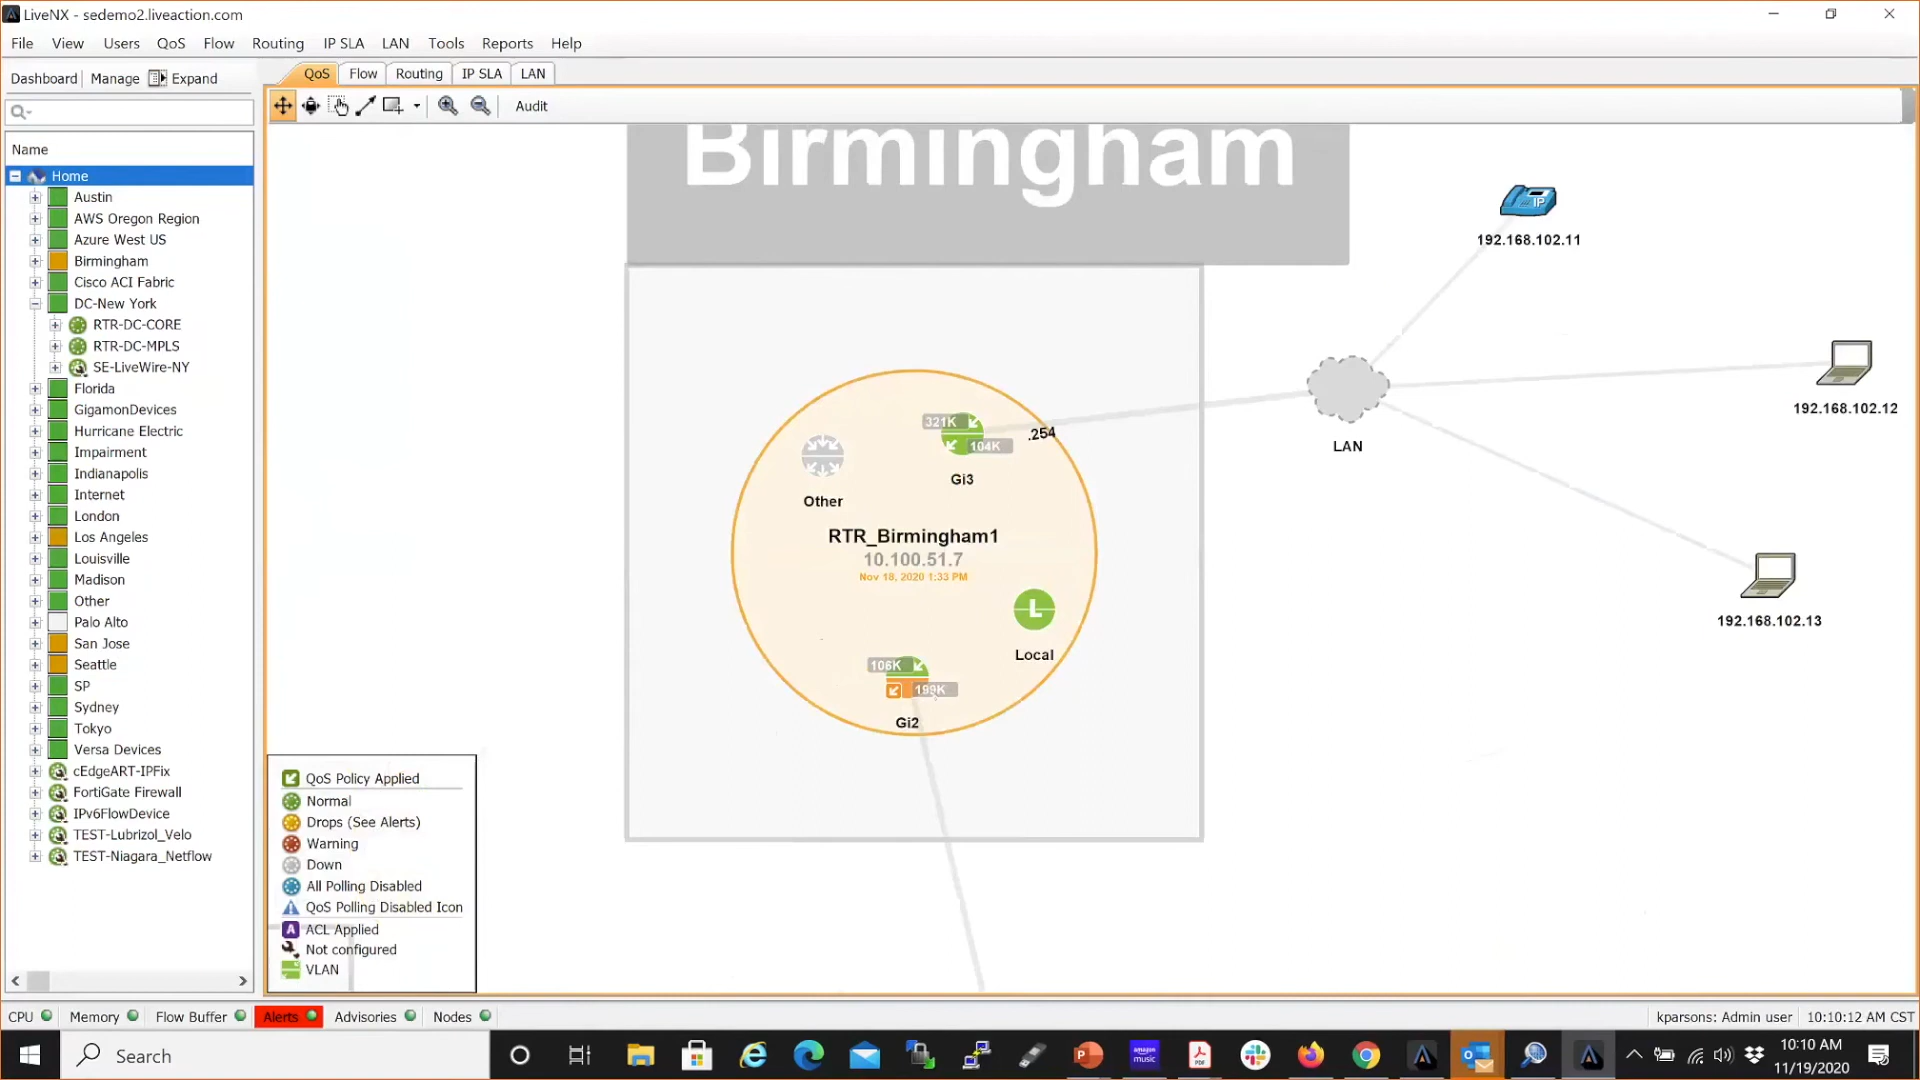 LiveNX - sedemo2.liveaction.com
File View Users QoS Flow Routing IP SLA LAN Tools Reports Help
Dashboard Manage Expand
QoS Flow Routing IP SLA LAN
Audit
Name
Home
Austin
AWS Oregon Region
Azure West US
Birmingham
Cisco ACI Fabric
DC-New York
RTR-DC-CORE
RTR-DC-MPLS
SE-LiveWire-NY
Florida
GigamonDevices
Hurricane Electric
Impairment
Indianapolis
Internet
London
Los Angeles
Louisville
Madison
Other
Palo Alto
San Jose
Seattle
SP
Sydney
Tokyo
Versa Devices
cEdgeART-IPFix
FortiGate Firewall
IPv6FlowDevice
TEST-Lubrizol_Velo
TEST-Niagara_Netflow
Birmingham
IP
192.168.102.11
192.168.102.12
LAN
192.168.102.13
321K
104K
.254
Gi3
Other
RTR_Birmingham1
10.100.51.7
Nov 18, 2020 1:33 PM
L
Local
106K
199K
Gi2
QoS Policy Applied
Normal
Drops (See Alerts)
Warning
Down
All Polling Disabled
QoS Polling Disabled Icon
A ACL Applied
Not configured
VLAN
CPU Memory Flow Buffer Alerts Advisories Nodes
kparsons: Admin user 10:10:12 AM CST
Search
amazon music
10:10 AM
11/19/2020